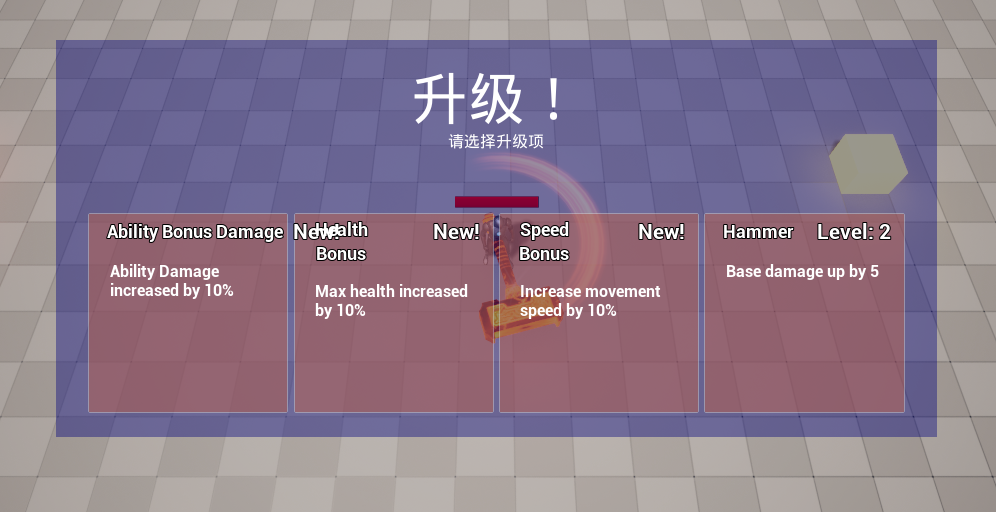 升级！
请选择升级项
Ability Bonus Damage New!
Ability Damage
increased by 10%
Health
Bonus
New!
Max health increased
by 10%
Speed
Bonus
New!
Increase movement
speed by 10%
Hammer Level: 2
Base damage up by 5